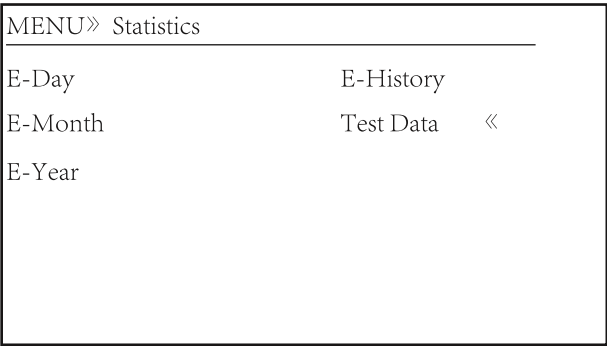 MENU» Statistics
E-Day E-History
E-Month Test Data «
E-Year